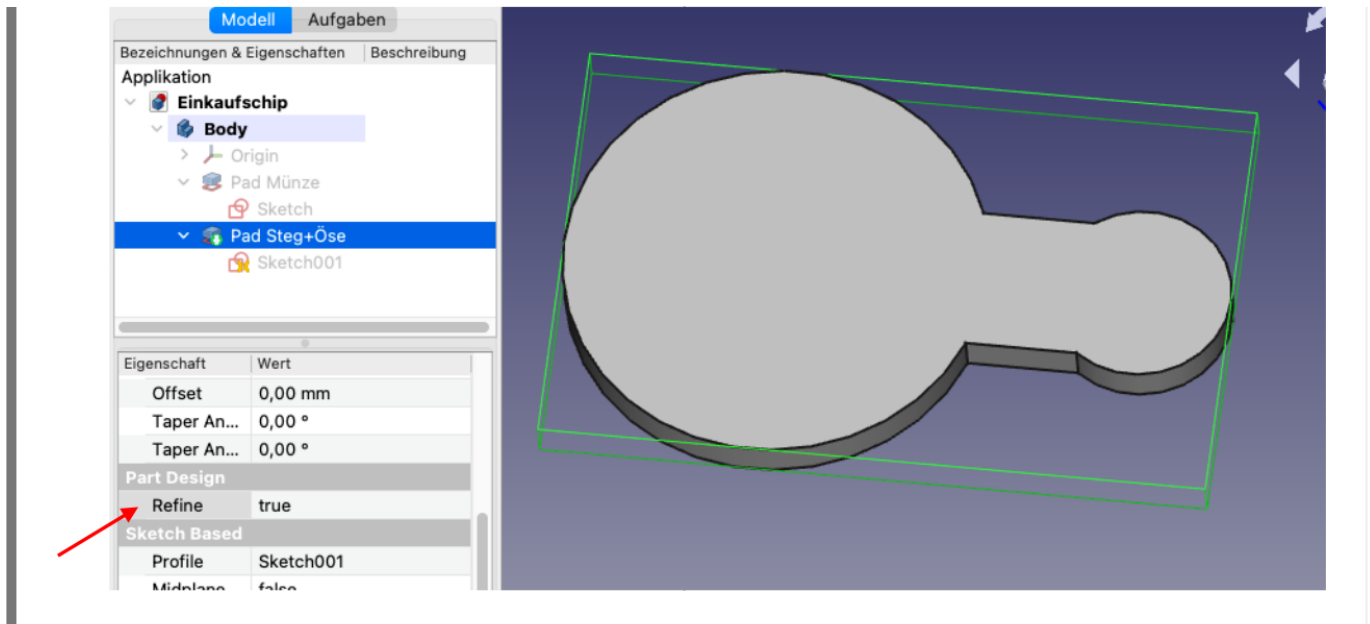 Modell Aufgaben
Bezeichnungen & Eigenschaften Beschreibung
Applikation
Einkaufschip
Body
Origin
Pad Münze
Sketch
Pad Steg+Öse
Sketch001
Eigenschaft Wert
Offset 0,00 mm
Taper An... 0,00 °
Taper An... 0,00 °
Part Design
Refine true
Sketch Based
Profile Sketch001
Midplane false